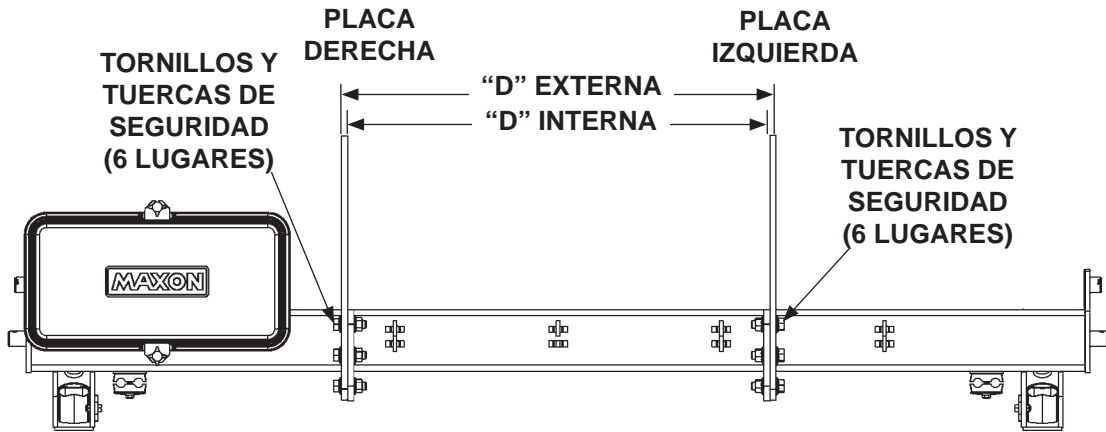 PLACA
DERECHA
PLACA
IZQUIERDA
TORNILLOS Y
TUERCAS DE
SEGURIDAD
(6 LUGARES)
“D” EXTERNA
“D” INTERNA
TORNILLOS Y
TUERCAS DE
SEGURIDAD
(6 LUGARES)
MAXON